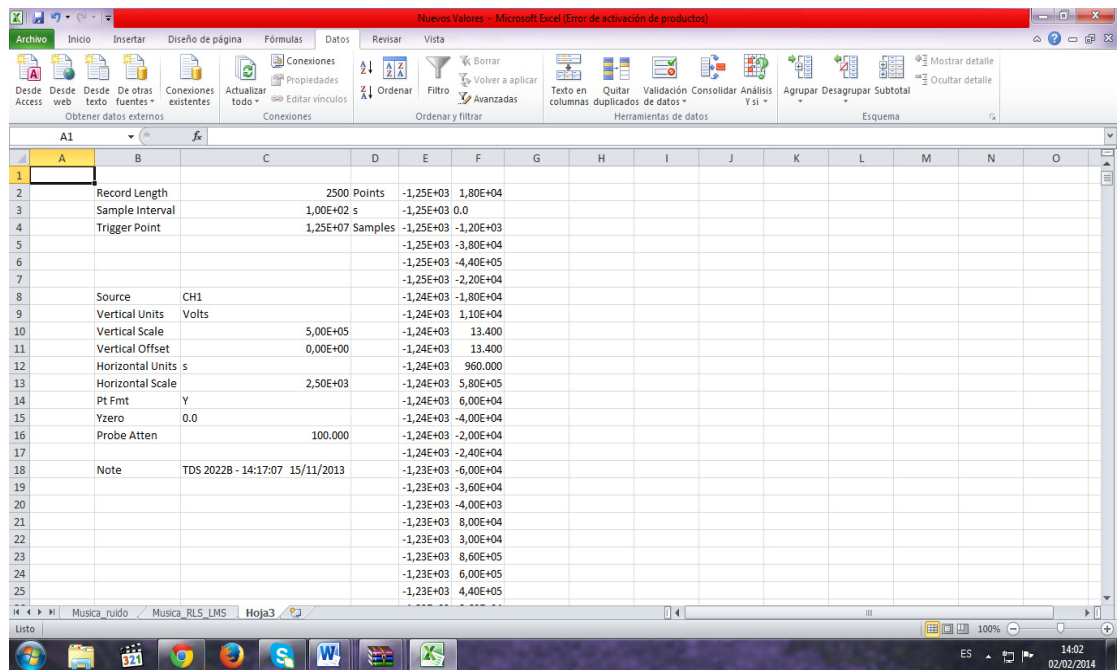 Nuevos Valores - Microsoft Excel (Error de activación de productos)
Archivo Inicio Insertar Diseño de página Fórmulas Datos Revisar Vista
Desde Access
Desde web
Desde texto
De otras fuentes
Conexiones existentes
Obtener datos externos
Actualizar todo
Conexiones
Propiedades
Editar vínculos
Conexiones
Ordenar
Filtro
Borrar
Volver a aplicar
Avanzadas
Ordenar y filtrar
Texto en columnas
Quitar duplicados
Validación de datos
Consolidar
Análisis Y si
Herramientas de datos
Agrupar
Desagrupar
Subtotal
Mostrar detalle
Ocultar detalle
Esquema
A1 fx
A B C D E F G H I J K L M N O
1
2 Record Length 2500 Points -1,25E+03 1,80E+04
3 Sample Interval 1,00E+02 s -1,25E+03 0.0
4 Trigger Point 1,25E+07 Samples -1,25E+03 -1,20E+03
5 -1,25E+03 -3,80E+04
6 -1,25E+03 -4,40E+05
7 -1,25E+03 -2,20E+04
8 Source CH1 -1,24E+03 -1,80E+04
9 Vertical Units Volts -1,24E+03 1,10E+04
10 Vertical Scale 5,00E+05 -1,24E+03 13.400
11 Vertical Offset 0,00E+00 -1,24E+03 13.400
12 Horizontal Units s -1,24E+03 960.000
13 Horizontal Scale 2,50E+03 -1,24E+03 5,80E+05
14 Pt Fmt Y -1,24E+03 6,00E+04
15 Yzero 0.0 -1,24E+03 -4,00E+04
16 Probe Atten 100.000 -1,24E+03 -2,00E+04
17 -1,24E+03 -2,40E+04
18 Note TDS 2022B - 14:17:07 15/11/2013 -1,23E+03 -6,00E+04
19 -1,23E+03 -3,60E+04
20 -1,23E+03 -4,00E+03
21 -1,23E+03 8,00E+04
22 -1,23E+03 3,00E+04
23 -1,23E+03 8,60E+05
24 -1,23E+03 6,00E+05
25 -1,23E+03 4,40E+05
Musica_ruido Musica_RLS_LMS Hoja3
Listo 100%
321
ES 14:02
02/02/2014